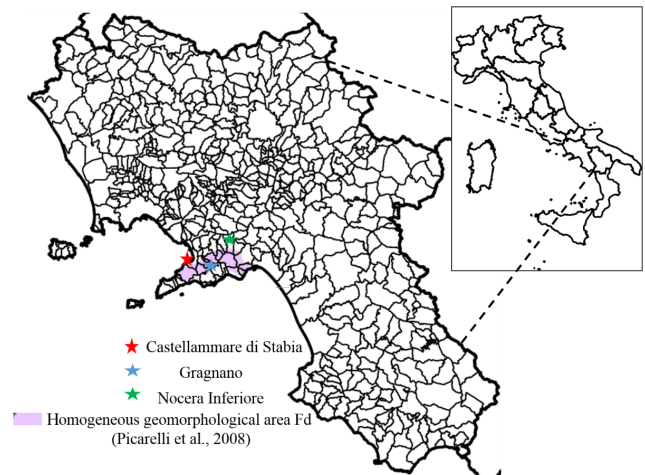 Castellammare di Stabia
Gragnano
Nocera Inferiore
Homogeneous geomorphological area Fd
(Picarelli et al., 2008)